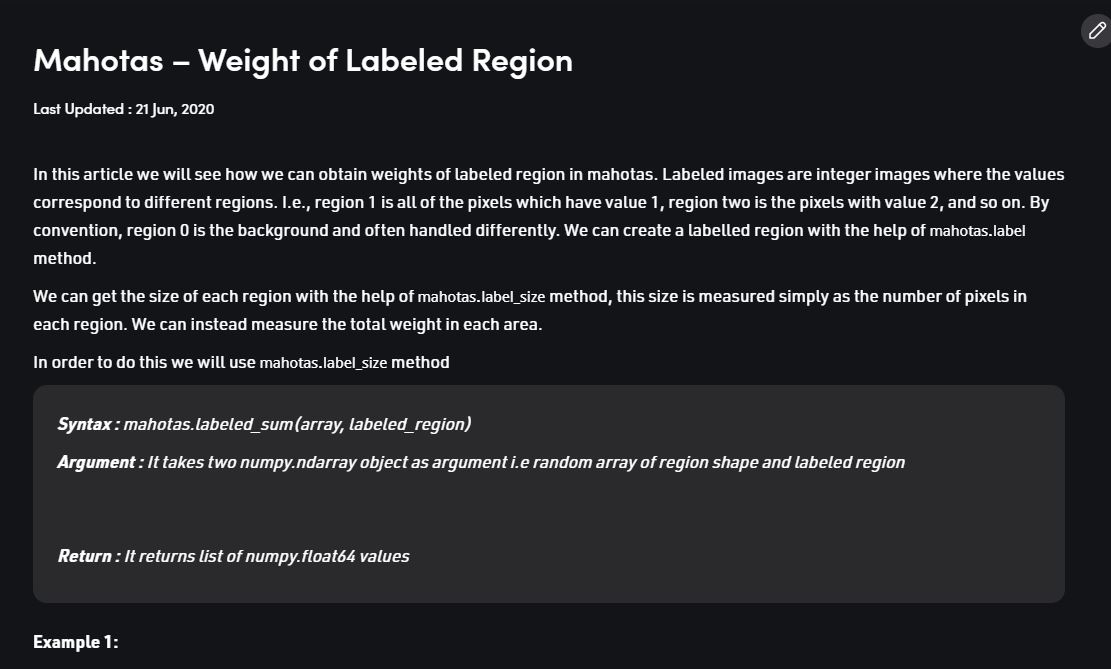 Mahotas – Weight of Labeled Region
Last Updated : 21 Jun, 2020
In this article we will see how we can obtain weights of labeled region in mahotas. Labeled images are integer images where the values
correspond to different regions. I.e., region 1 is all of the pixels which have value 1, region two is the pixels with value 2, and so on. By
convention, region 0 is the background and often handled differently. We can create a labelled region with the help of mahotas.label
method.
We can get the size of each region with the help of mahotas.label_size method, this size is measured simply as the number of pixels in
each region. We can instead measure the total weight in each area.
In order to do this we will use mahotas.label_size method
Syntax : mahotas.labeled_sum(array, labeled_region)
Argument : It takes two numpy.ndarray object as argument i.e random array of region shape and labeled region
Return : It returns list of numpy.float64 values
Example 1: